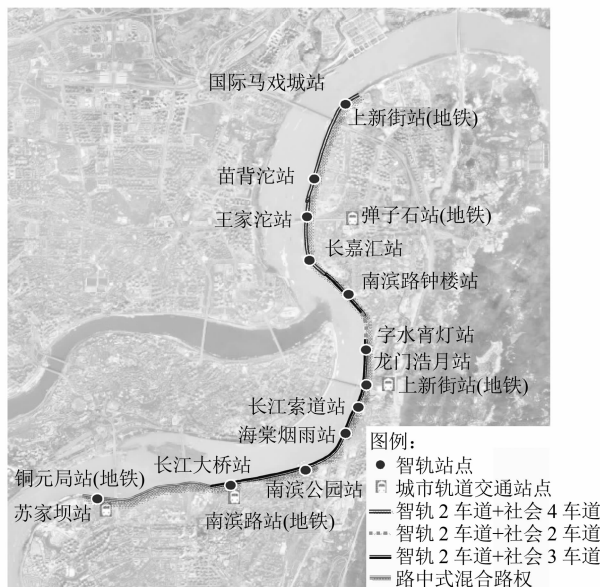 国际马戏城站
上新街站(地铁)
苗背沱站
王家沱站
弹子石站(地铁)
长嘉汇站
南滨路钟楼站
字水宵灯站
龙门浩月站
上新街站(地铁)
长江索道站
海棠烟雨站
图例：
长江大桥站
智轨站点
铜元局站(地铁)
南滨公园站
城市轨道交通站点
苏家坝站
南滨路站(地铁)
智轨2车道+社会4车道
智轨2车道+社会2车道
智轨2车道+社会3车道
路中式混合路权